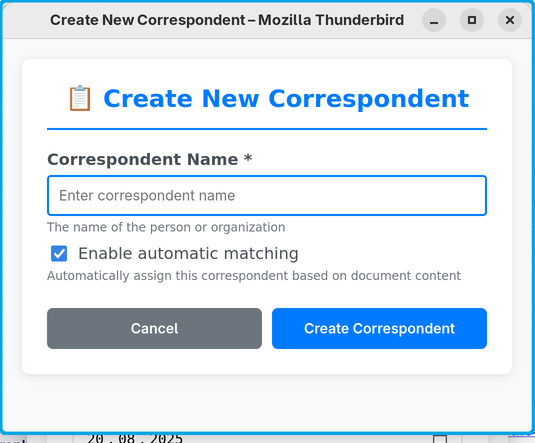 Create New Correspondent – Mozilla Thunderbird
📋 Create New Correspondent
Correspondent Name *
Enter correspondent name
The name of the person or organization
Enable automatic matching
Automatically assign this correspondent based on document content
Cancel
Create Correspondent
20.08.2025